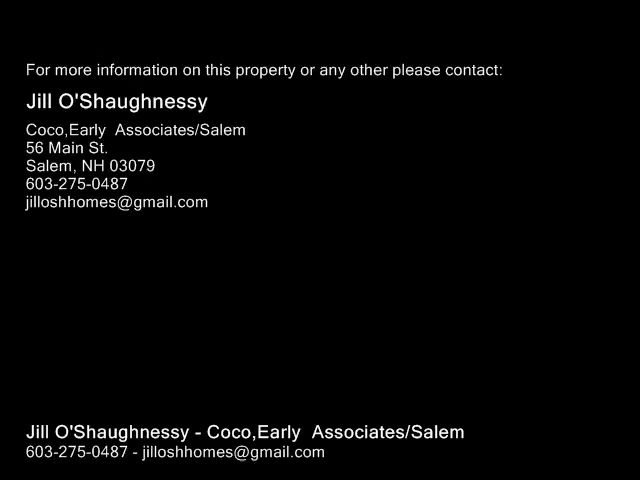 For more information on this property or any other please contact:
Jill O'Shaughnessy
Coco,Early  Associates/Salem
56 Main St.
Salem, NH 03079
603-275-0487
jilloshhomes@gmail.com
Jill O'Shaughnessy - Coco,Early  Associates/Salem
603-275-0487 - jilloshhomes@gmail.com